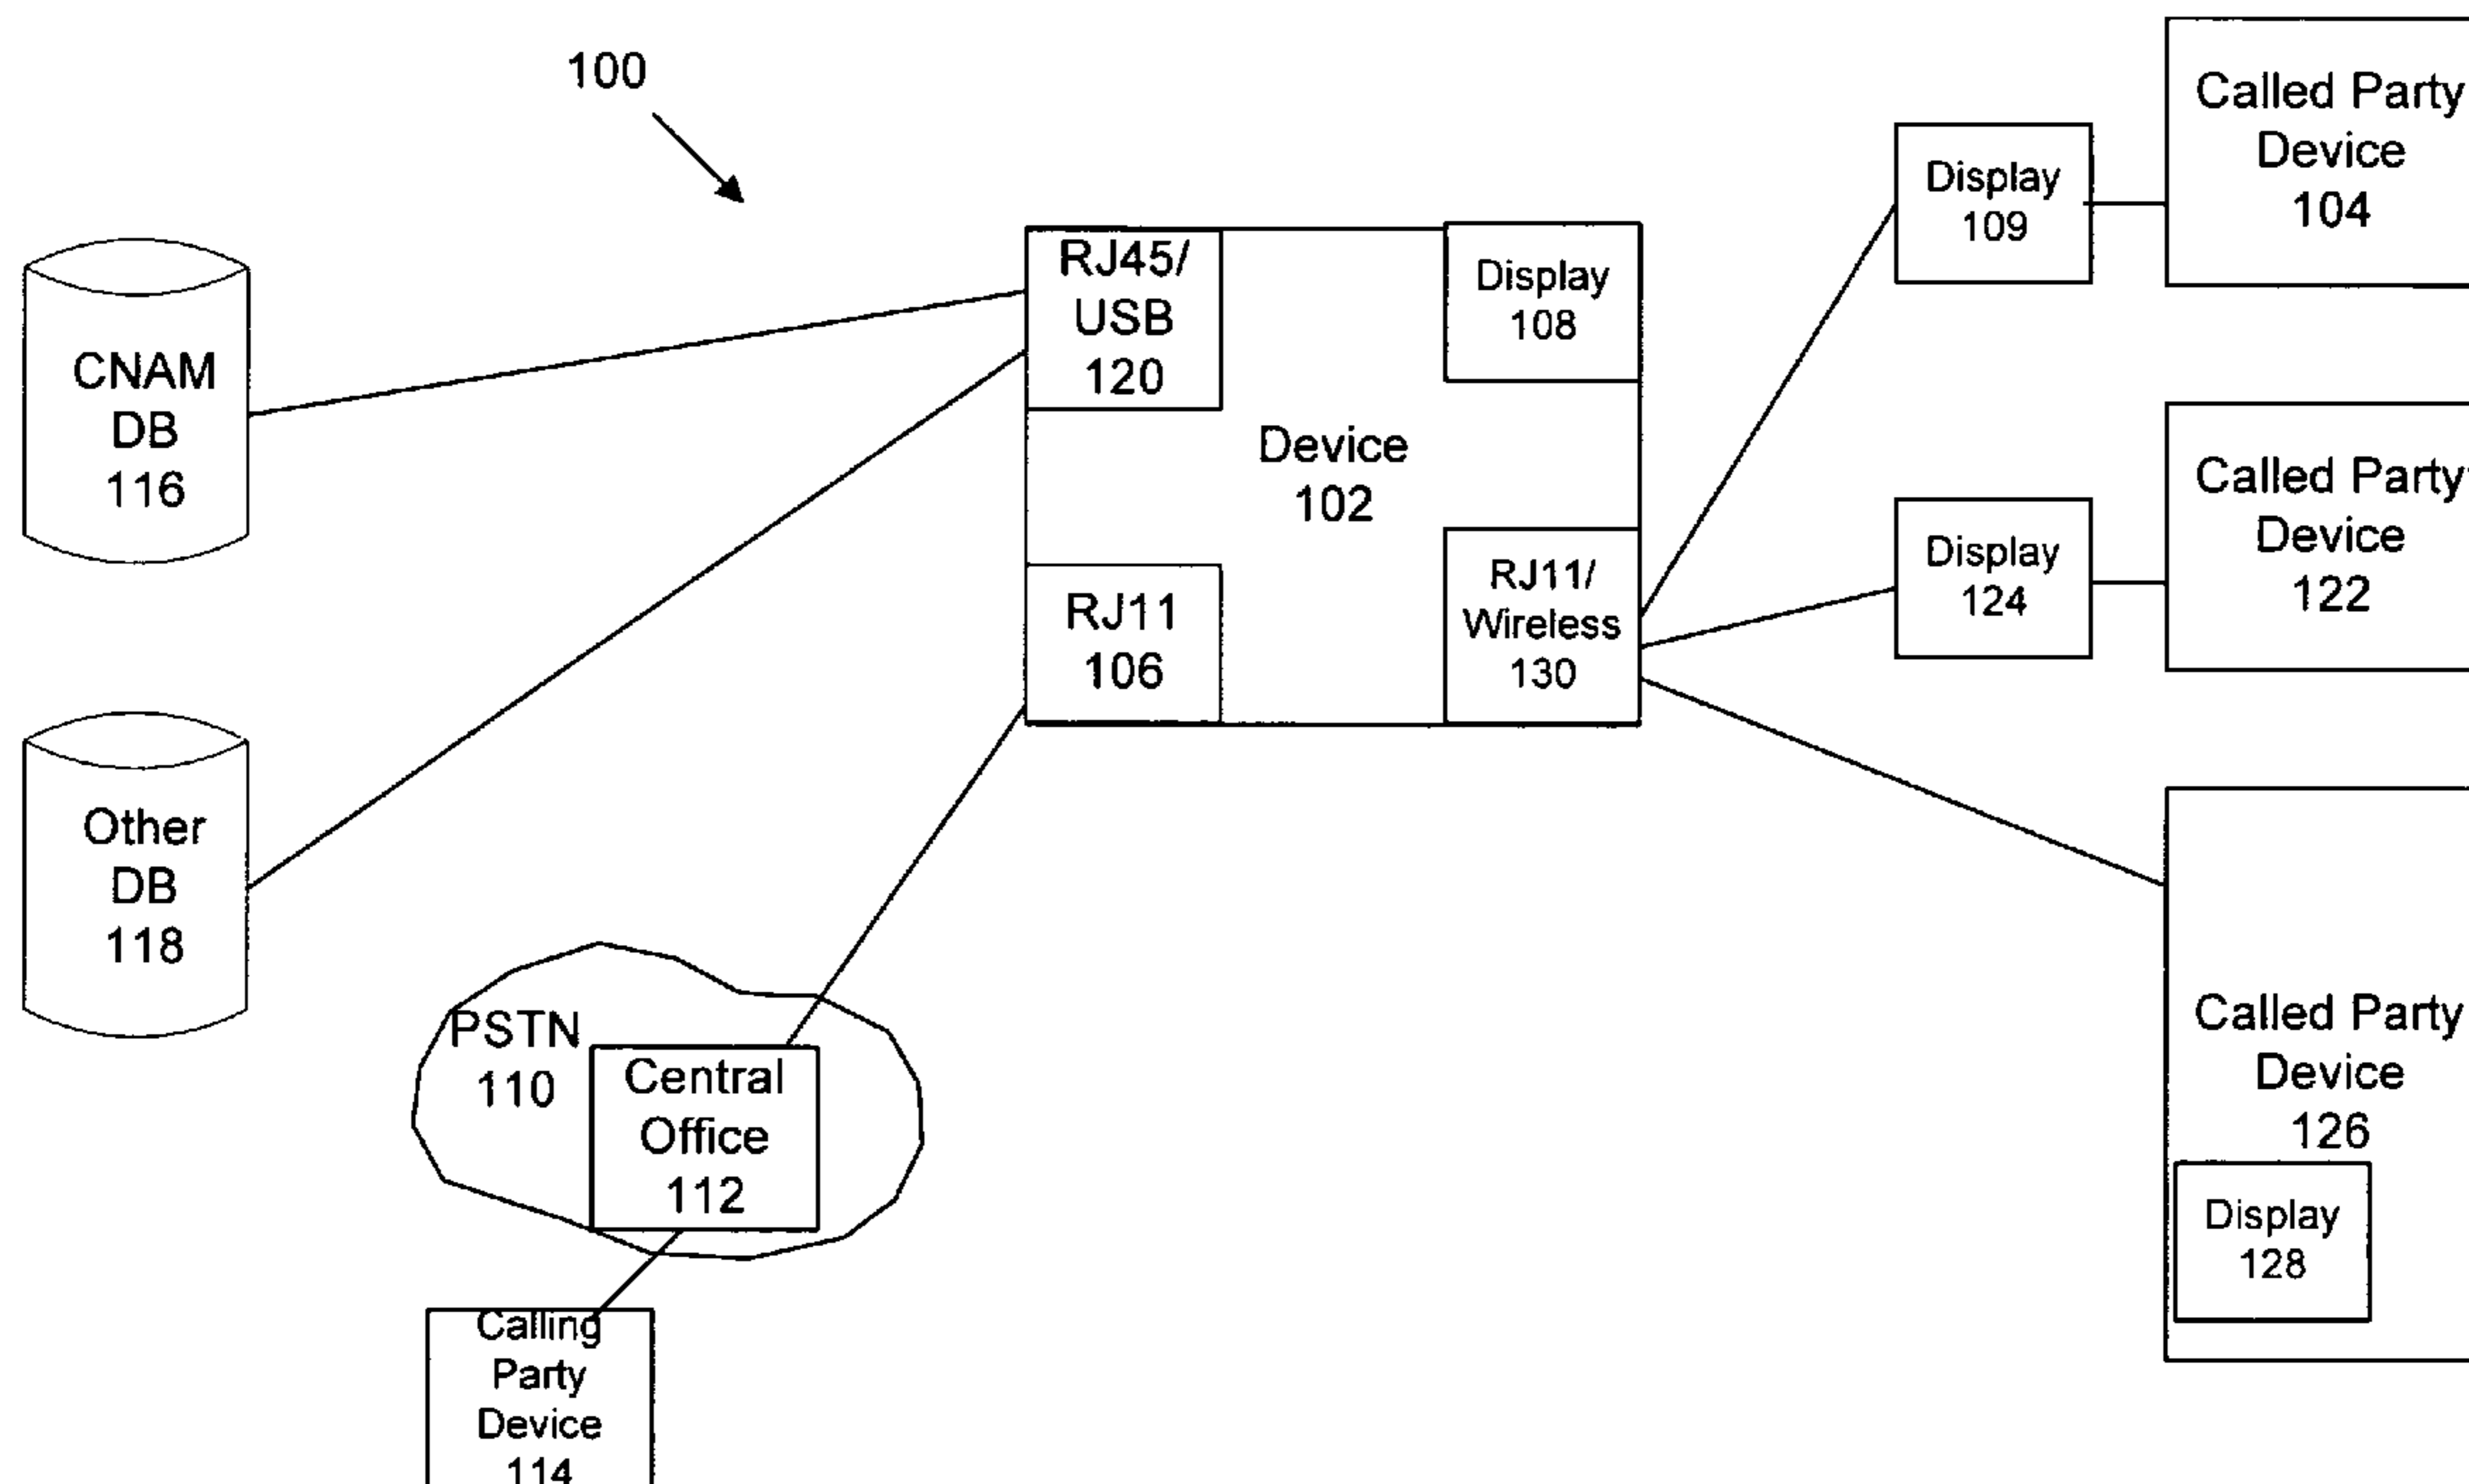 100
CNAM
DB
116
Other
DB
118
PSTN
110
Central
Office
112
Calling
Party
Device
114
RJ45/
USB
120
Display
108
Device
102
RJ11
106
RJ11/
Wireless
130
Display
109
Called Party
Device
104
Display
124
Called Party
Device
122
Called Party
Device
126
Display
128